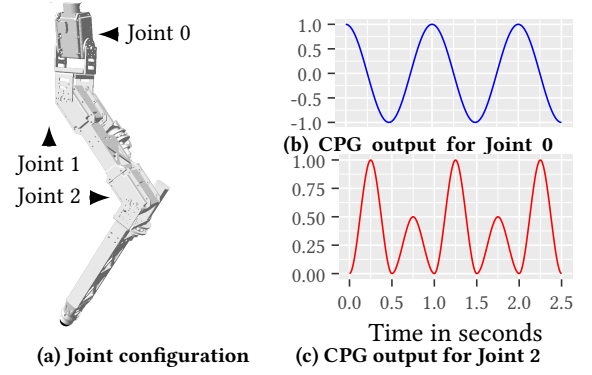 Joint 0
Joint 1
Joint 2
(a) Joint configuration
1.0
0.5
0.0
-0.5
-1.0
(b) CPG output for Joint 0
1.00
0.75
0.50
0.25
0.00
0.0 0.5 1.0 1.5 2.0 2.5
Time in seconds
(c) CPG output for Joint 2